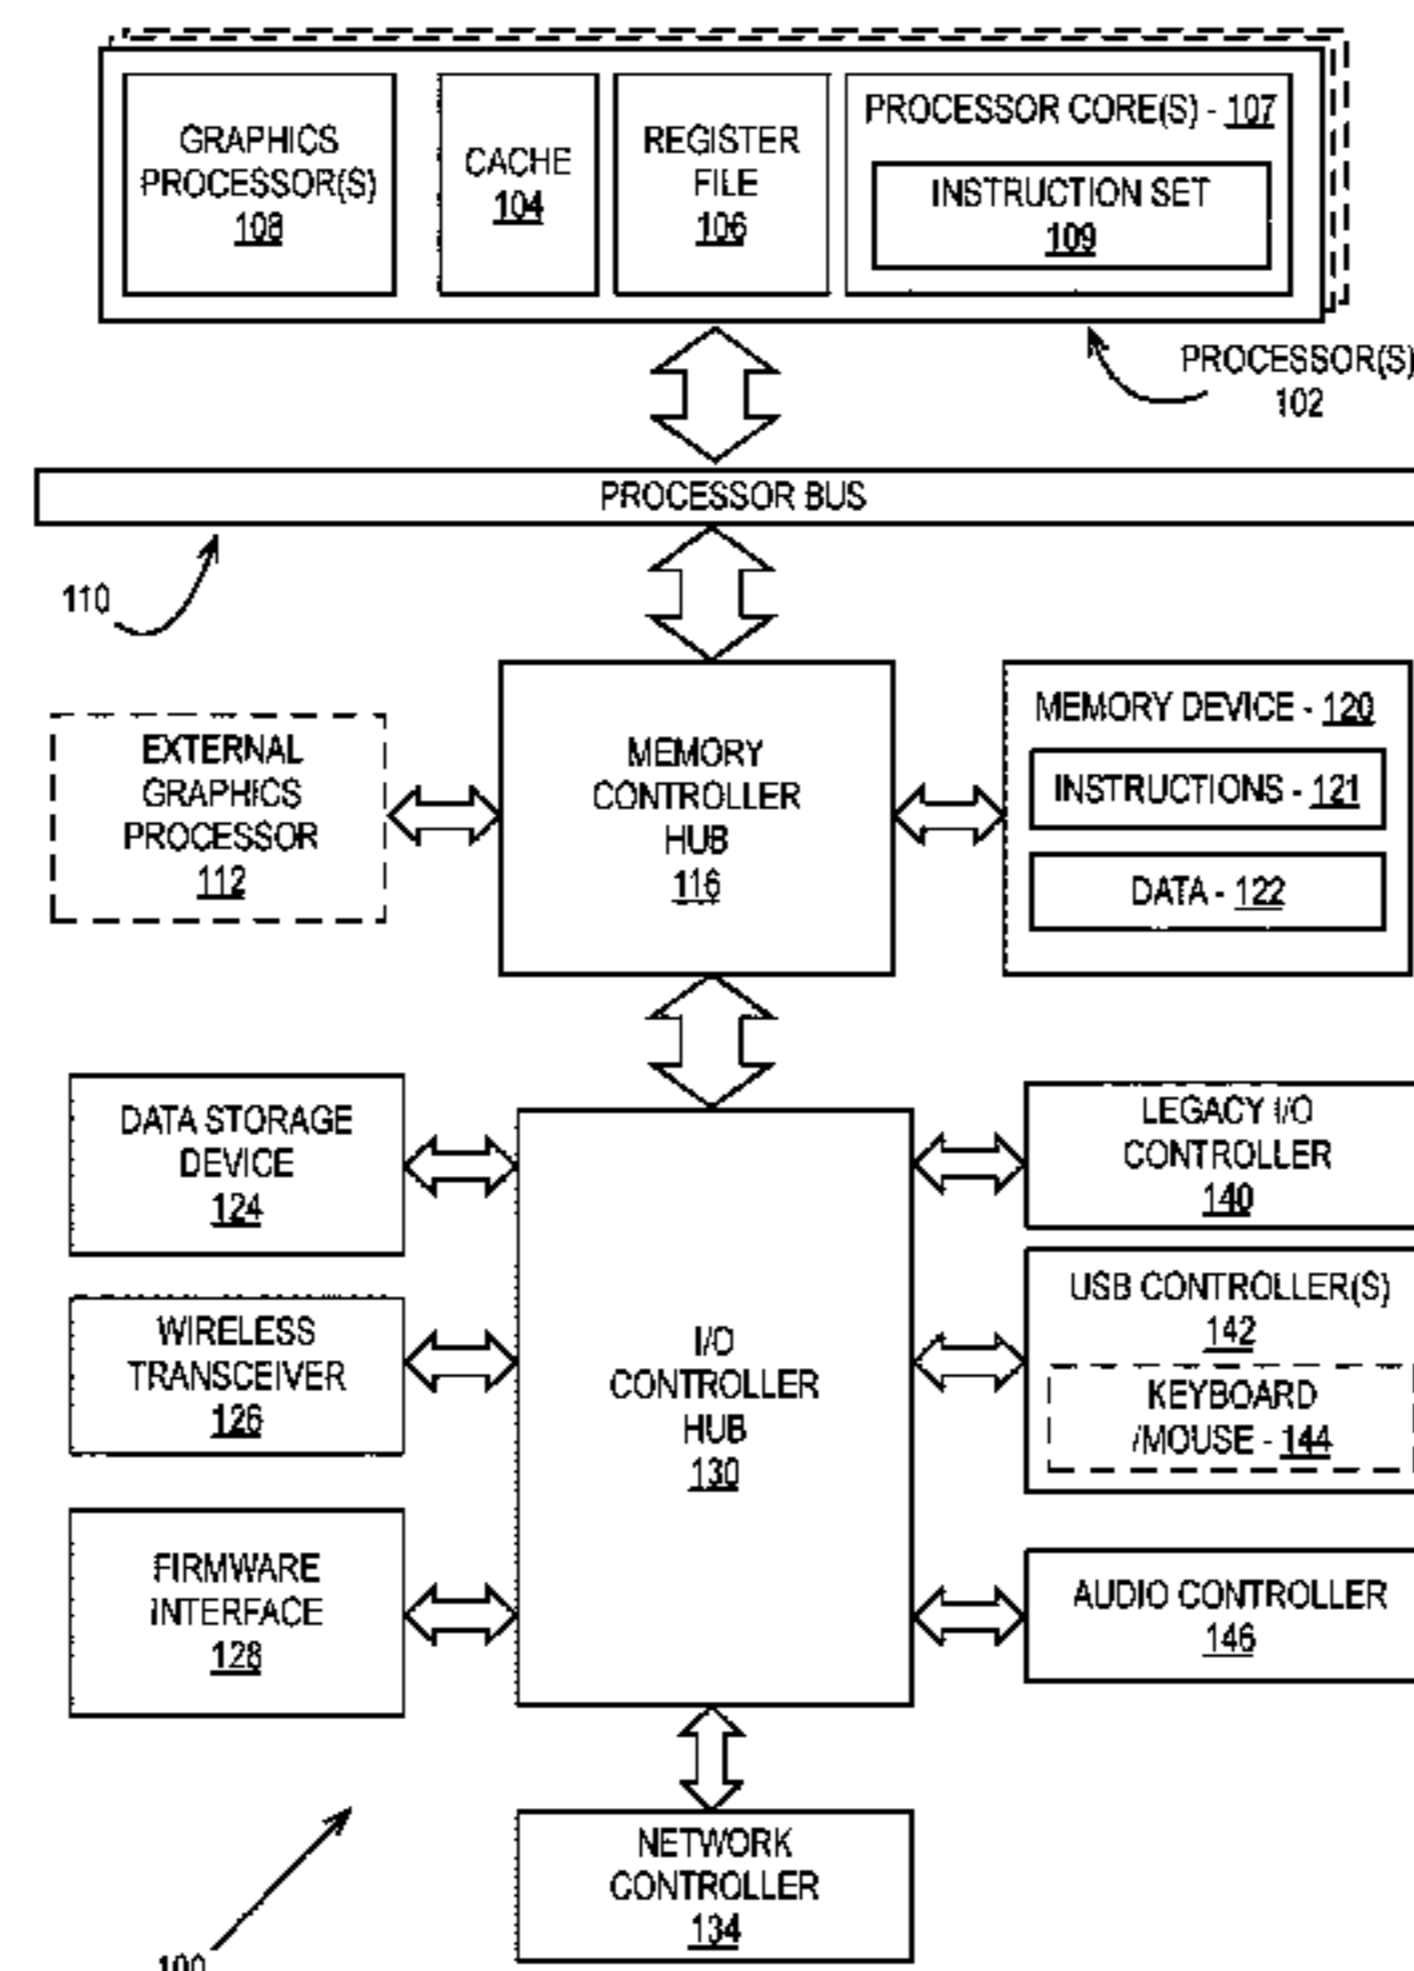 GRAPHICS
PROCESSOR(S)
108
CACHE
104
REGISTER
FILE
106
PROCESSOR CORE(S) - 107
INSTRUCTION SET
109
PROCESSOR(S)
102
PROCESSOR BUS
110
EXTERNAL
GRAPHICS
PROCESSOR
112
MEMORY
CONTROLLER
HUB
116
MEMORY DEVICE - 120
INSTRUCTIONS - 121
DATA - 122
DATA STORAGE
DEVICE
124
WIRELESS
TRANSCEIVER
126
FIRMWARE
INTERFACE
128
I/O
CONTROLLER
HUB
130
LEGACY I/O
CONTROLLER
140
USB CONTROLLER(S)
142
KEYBOARD
/MOUSE - 144
AUDIO CONTROLLER
146
NETWORK
CONTROLLER
134
100